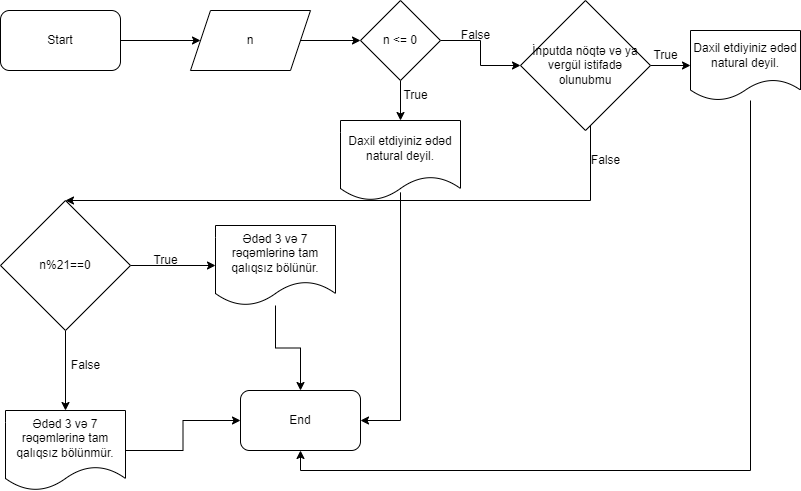 Start
n
n <= 0
False
İnputda nöqtə və ya
vergül istifadə
olunubmu
True
Daxil etdiyiniz ədəd
natural deyil.
True
Daxil etdiyiniz ədəd
natural deyil.
False
n%21==0
True
Ədəd 3 və 7
rəqəmlərinə tam
qalıqsız bölünür.
False
Ədəd 3 və 7
rəqəmlərinə tam
qalıqsız bölünmür.
End